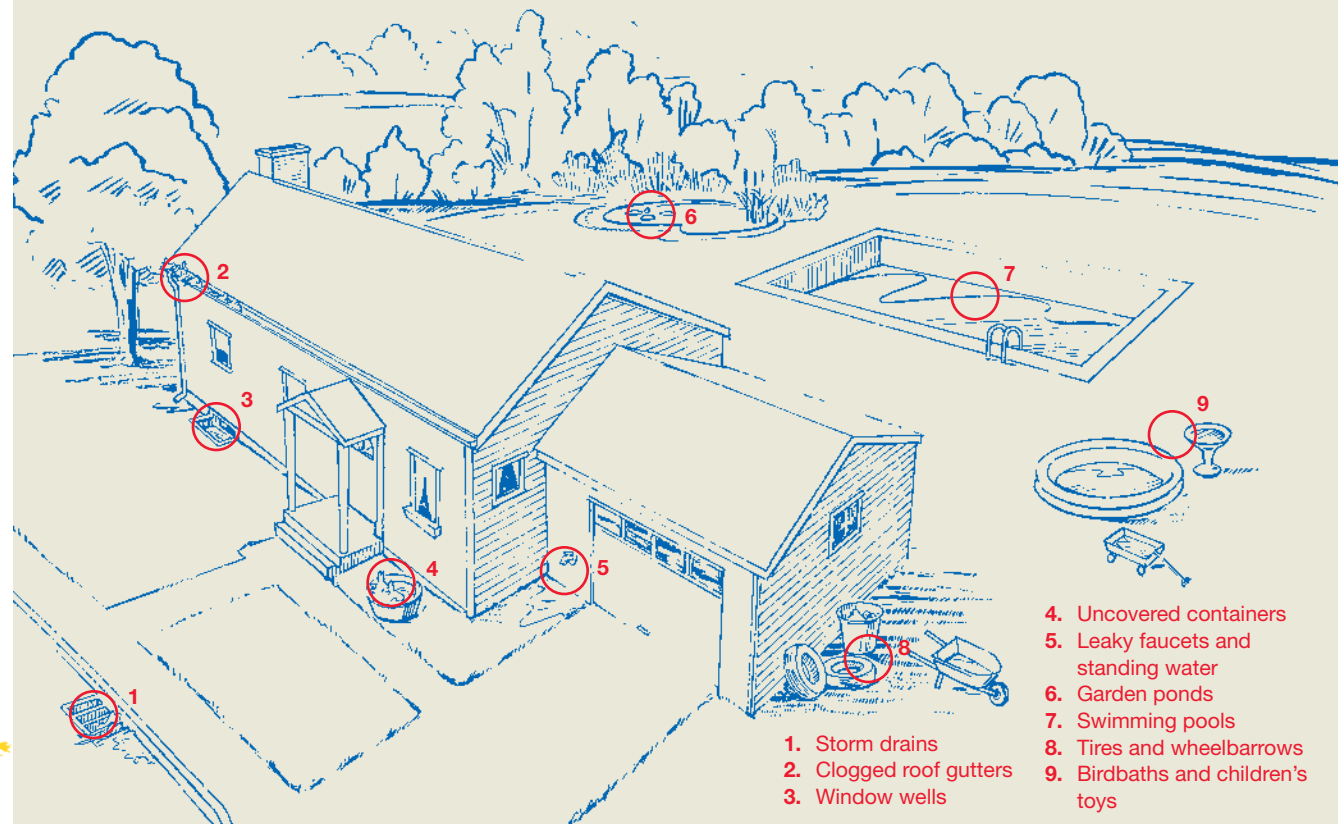 2
6
7
3
9
4
5
8
1
1. Storm drains
2. Clogged roof gutters
3. Window wells
4. Uncovered containers
5. Leaky faucets and
standing water
6. Garden ponds
7. Swimming pools
8. Tires and wheelbarrows
9. Birdbaths and children's
toys